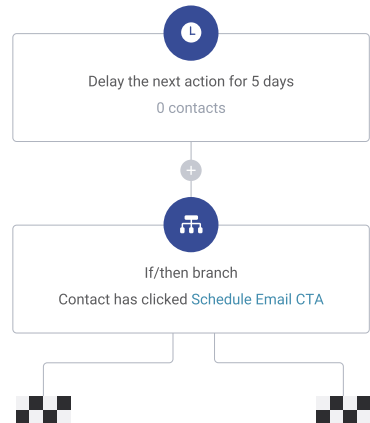 Delay the next action for 5 days
0 contacts
If/then branch
Contact has clicked Schedule Email CTA